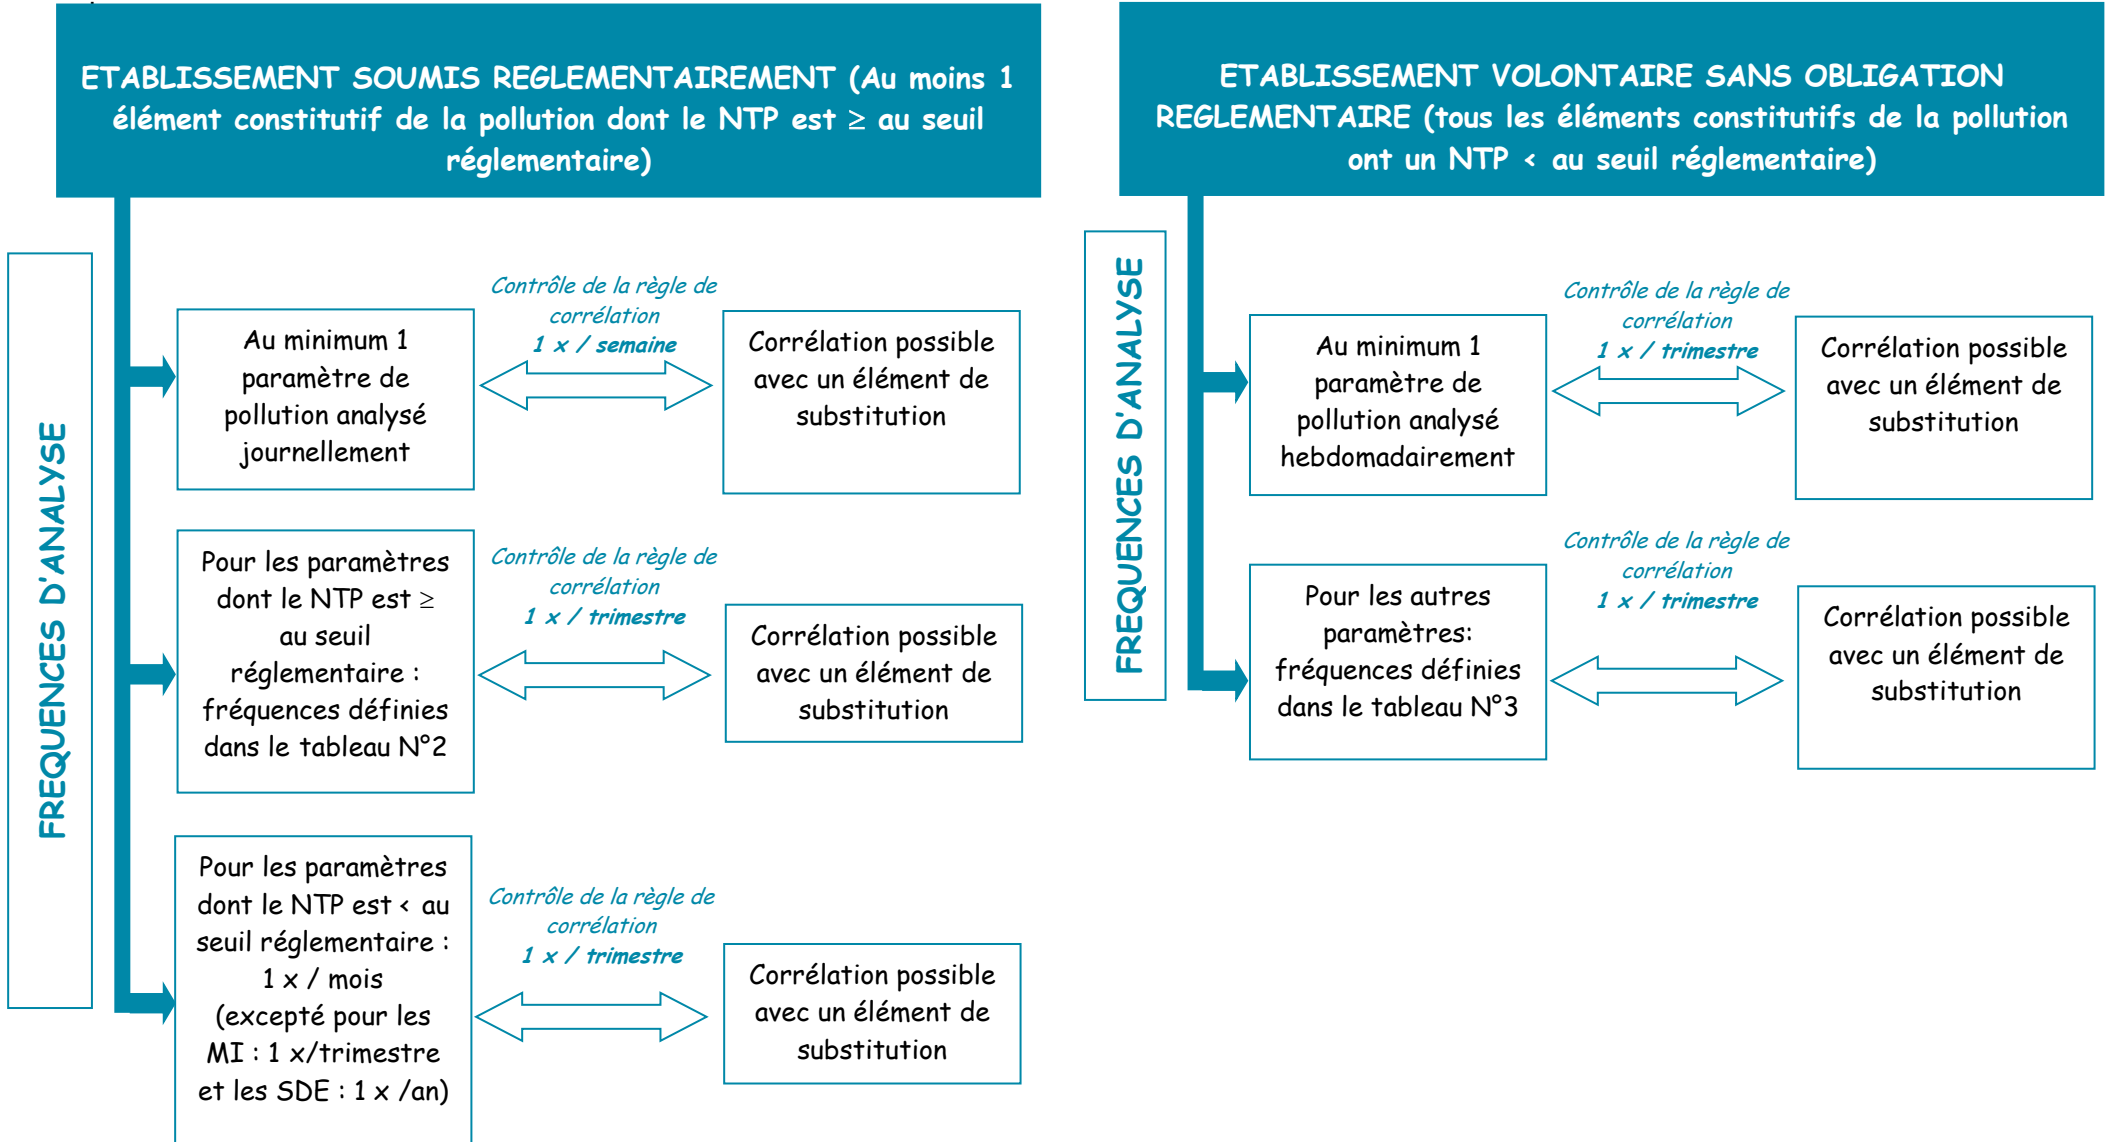 ETABLISSEMENT SOUMIS REGLEMENTAIREMENT (Au moins 1
élément constitutif de la pollution dont le NTP est ≥ au seuil
réglementaire)
FREQUENCES D'ANALYSE
Au minimum 1
paramètre de
pollution analysé
journellement
Contrôle de la règle de
corrélation
1 x / semaine
Corrélation possible
avec un élément de
substitution
Pour les paramètres
dont le NTP est ≥
au seuil
réglementaire :
fréquences définies
dans le tableau N°2
Contrôle de la règle de
corrélation
1 x / trimestre
Corrélation possible
avec un élément de
substitution
Pour les paramètres
dont le NTP est < au
seuil réglementaire :
1 x / mois
(excepté pour les
MI : 1 x/trimestre
et les SDE : 1 x /an)
Contrôle de la règle de
corrélation
1 x / trimestre
Corrélation possible
avec un élément de
substitution
ETABLISSEMENT VOLONTAIRE SANS OBLIGATION
REGLEMENTAIRE (tous les éléments constitutifs de la pollution
ont un NTP < au seuil réglementaire)
FREQUENCES D'ANALYSE
Au minimum 1
paramètre de
pollution analysé
hebdomadairement
Contrôle de la règle de
corrélation
1 x / trimestre
Corrélation possible
avec un élément de
substitution
Pour les autres
paramètres:
fréquences définies
dans le tableau N°3
Contrôle de la règle de
corrélation
1 x / trimestre
Corrélation possible
avec un élément de
substitution